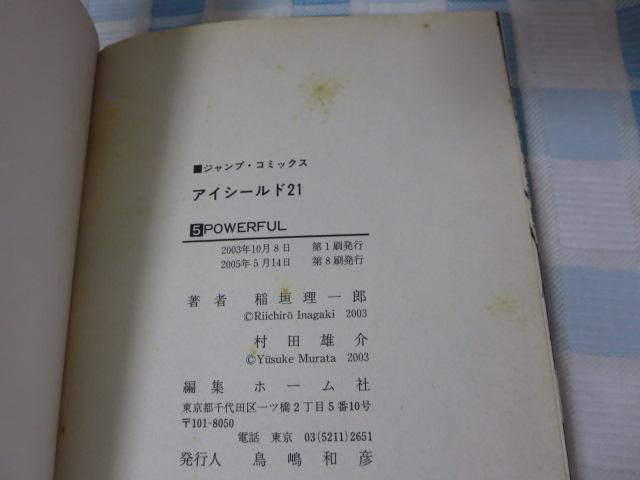 ■ジャンプ・コミックス
アイシールド21
5 POWERFUL
2003年10月8日 第1刷発行
2005年5月14日 第8刷発行
著者 稲垣理一郎
©Riichirō Inagaki 2003
村田雄介
©Yūsuke Murata 2003
編集 ホーム社
東京都千代田区一ツ橋2丁目5番10号
〒101-8050
電話 東京 03(5211)2651
発行人 鳥嶋和彦